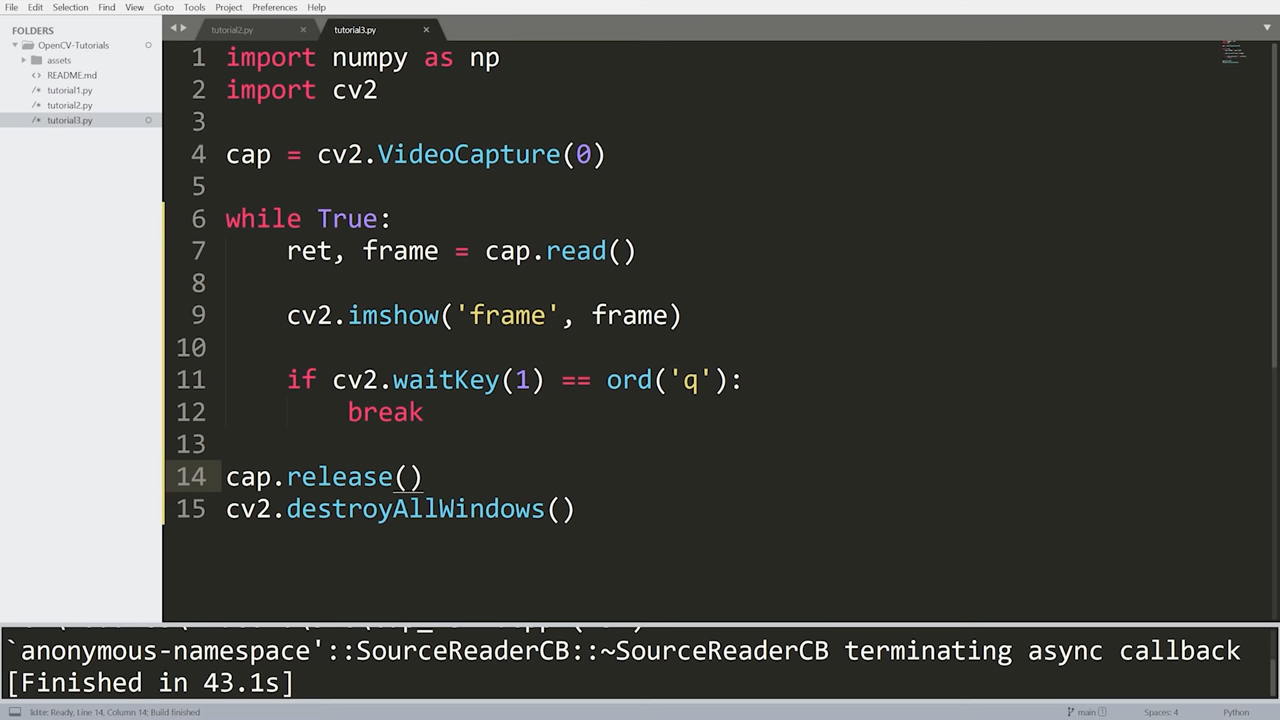 File Edit Selection Find View Goto Tools Project Preferences Help
FOLDERS
OpenCV-Tutorials
assets
README.md
tutorial1.py
tutorial2.py
tutorial3.py
tutorial2.py tutorial3.py
1 import numpy as np
2 import cv2
3
4 cap = cv2.VideoCapture(0)
5
6 while True:
7 ret, frame = cap.read()
8
9 cv2.imshow('frame', frame)
10
11 if cv2.waitKey(1) == ord('q'):
12 break
13
14 cap.release()
15 cv2.destroyAllWindows()
`anonymous-namespace'::SourceReaderCB::~SourceReaderCB terminating async callback
[Finished in 43.1s]
kite: Ready, Line 14, Column 14; Build finished
main 1 Spaces: 4 Python